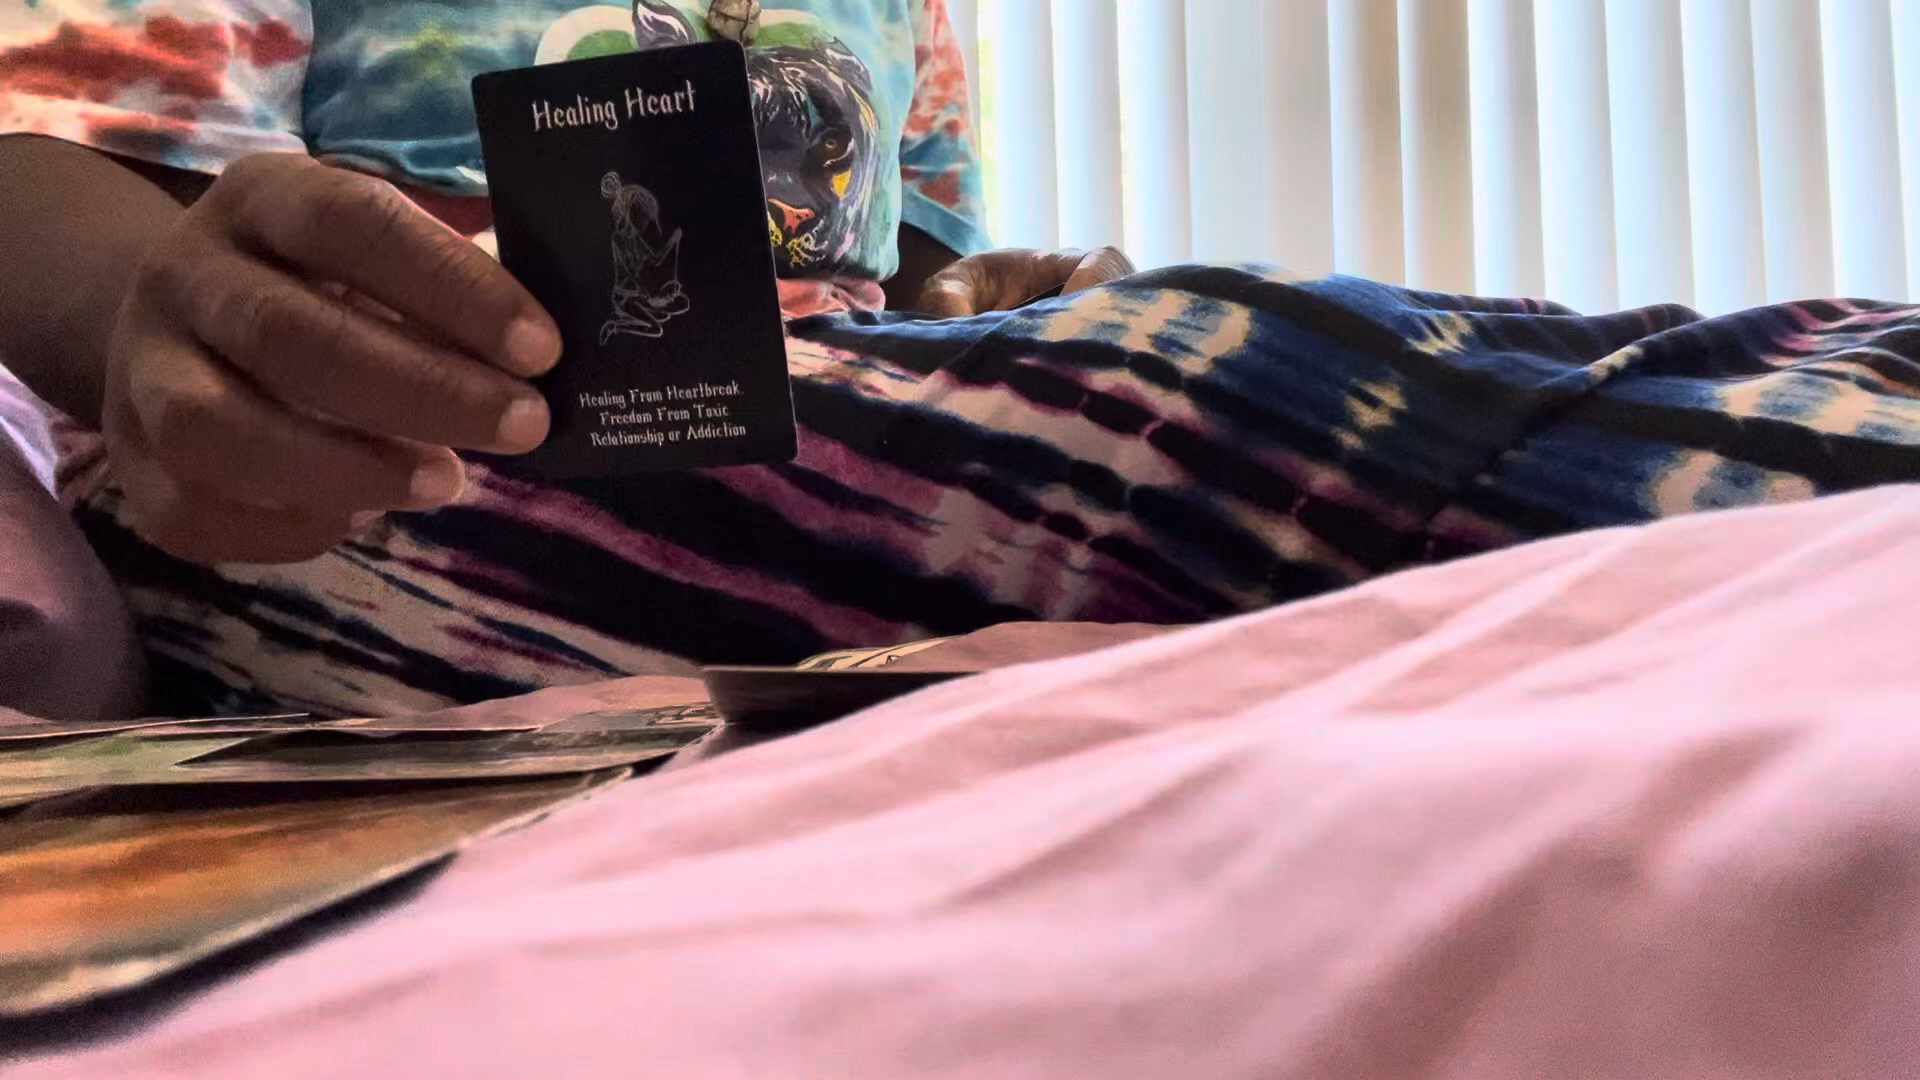 Healing Heart
Healing From Heartbreak.
Freedom From Toxic
Relationship or Addiction